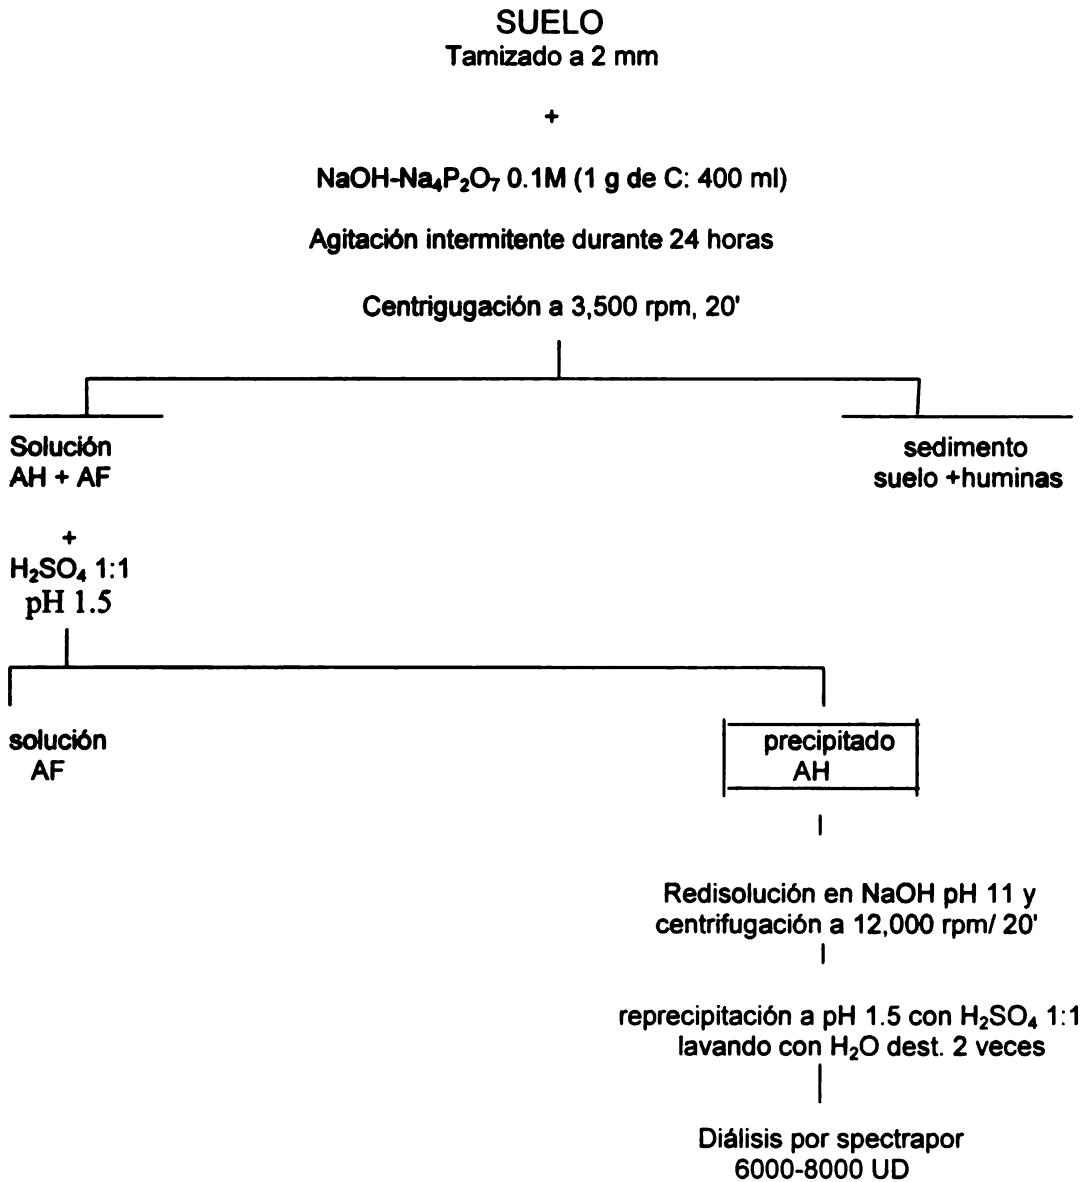 SUELO
Tamizado a 2 mm
+
NaOH-Na₄P₂O₇ 0.1M (1 g de C: 400 ml)
Agitación intermitente durante 24 horas
Centrigugación a 3,500 rpm, 20'
Solución
AH + AF
sedimento
suelo +huminas
+
H₂SO₄ 1:1
pH 1.5
solución
AF
precipitado
AH
Redisolución en NaOH pH 11 y
centrifugación a 12,000 rpm/ 20'
reprecipitación a pH 1.5 con H₂SO₄ 1:1
lavando con H₂O dest. 2 veces
Diálisis por spectrapor
6000-8000 UD